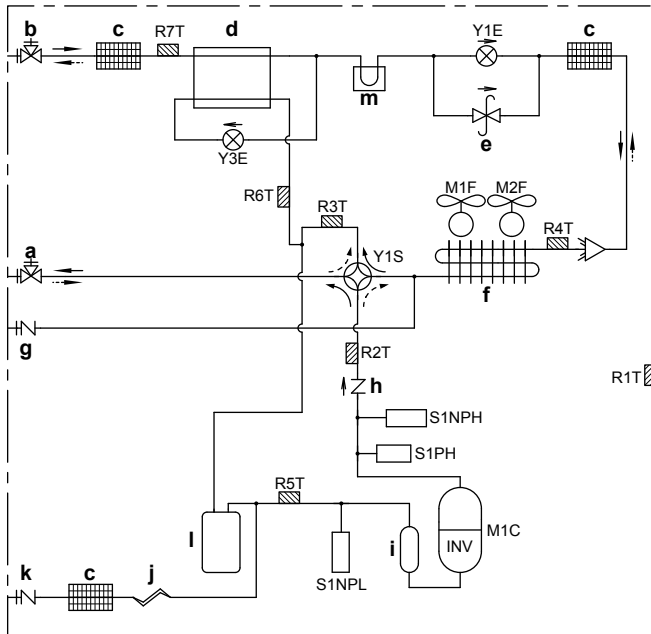 b
c
R7T
d
Y1E
c
m
e
Y3E
R6T
R3T
M1F
M2F
R4T
a
Y1S
f
g
R2T
R1T
h
S1NPH
S1PH
R5T
l
i
M1C
INV
k
c
j
S1NPL